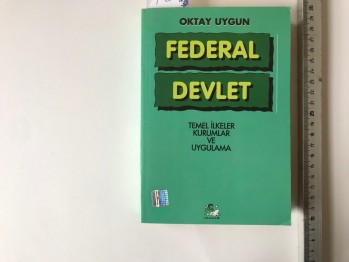 OKTAY UYGUN
FEDERAL
DEVLET
TEMEL İLKELER
KURUMLAR
VE
UYGULAMA